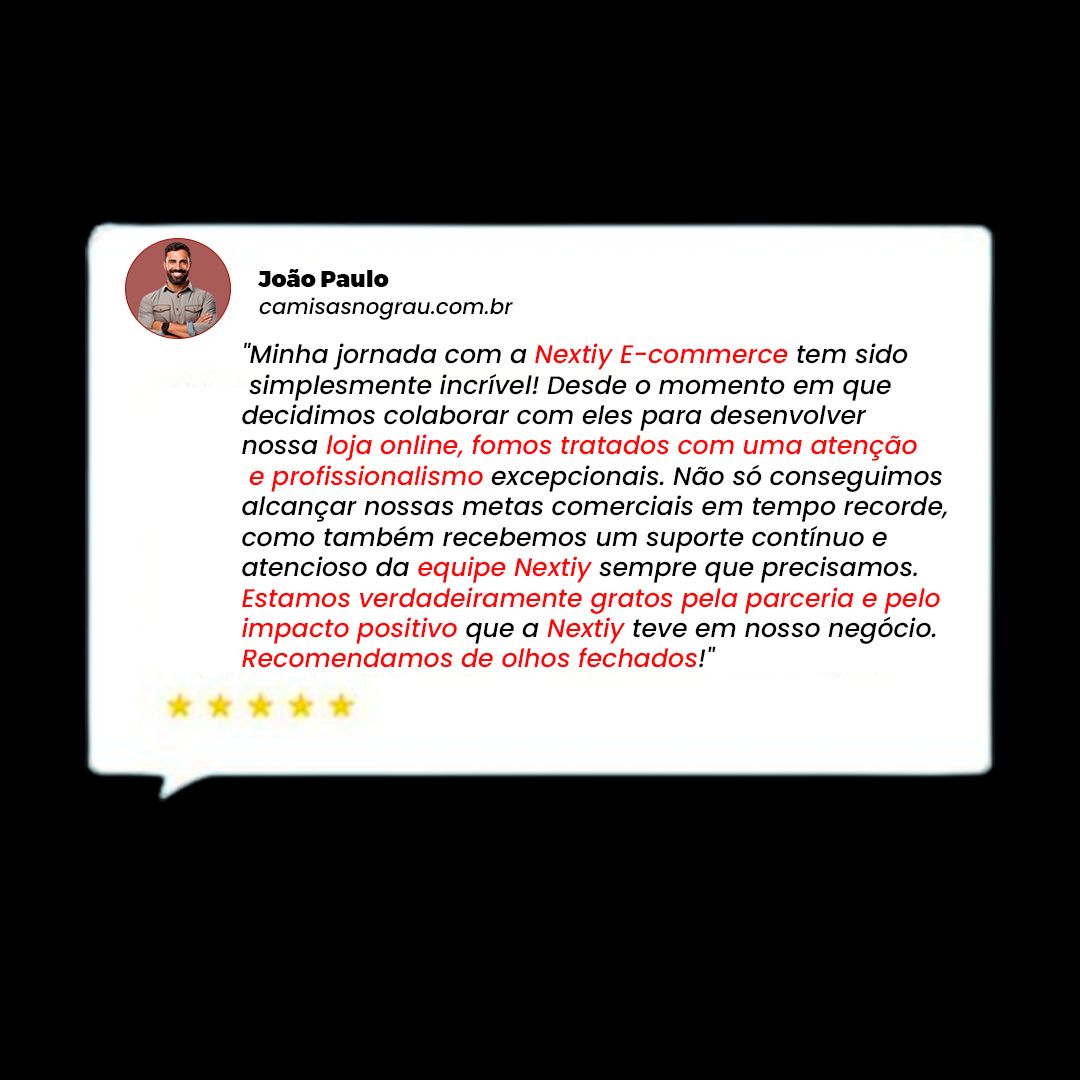 João Paulo
camisasnograu.com.br
"Minha jornada com a Nextiy E-commerce tem sido
simplesmente incrível! Desde o momento em que
decidimos colaborar com eles para desenvolver
nossa loja online, fomos tratados com uma atenção
e profissionalismo excepcionais. Não só conseguimos
alcançar nossas metas comerciais em tempo recorde,
como também recebemos um suporte contínuo e
atencioso da equipe Nextiy sempre que precisamos.
Estamos verdadeiramente gratos pela parceria e pelo
impacto positivo que a Nextiy teve em nosso negócio.
Recomendamos de olhos fechados!"